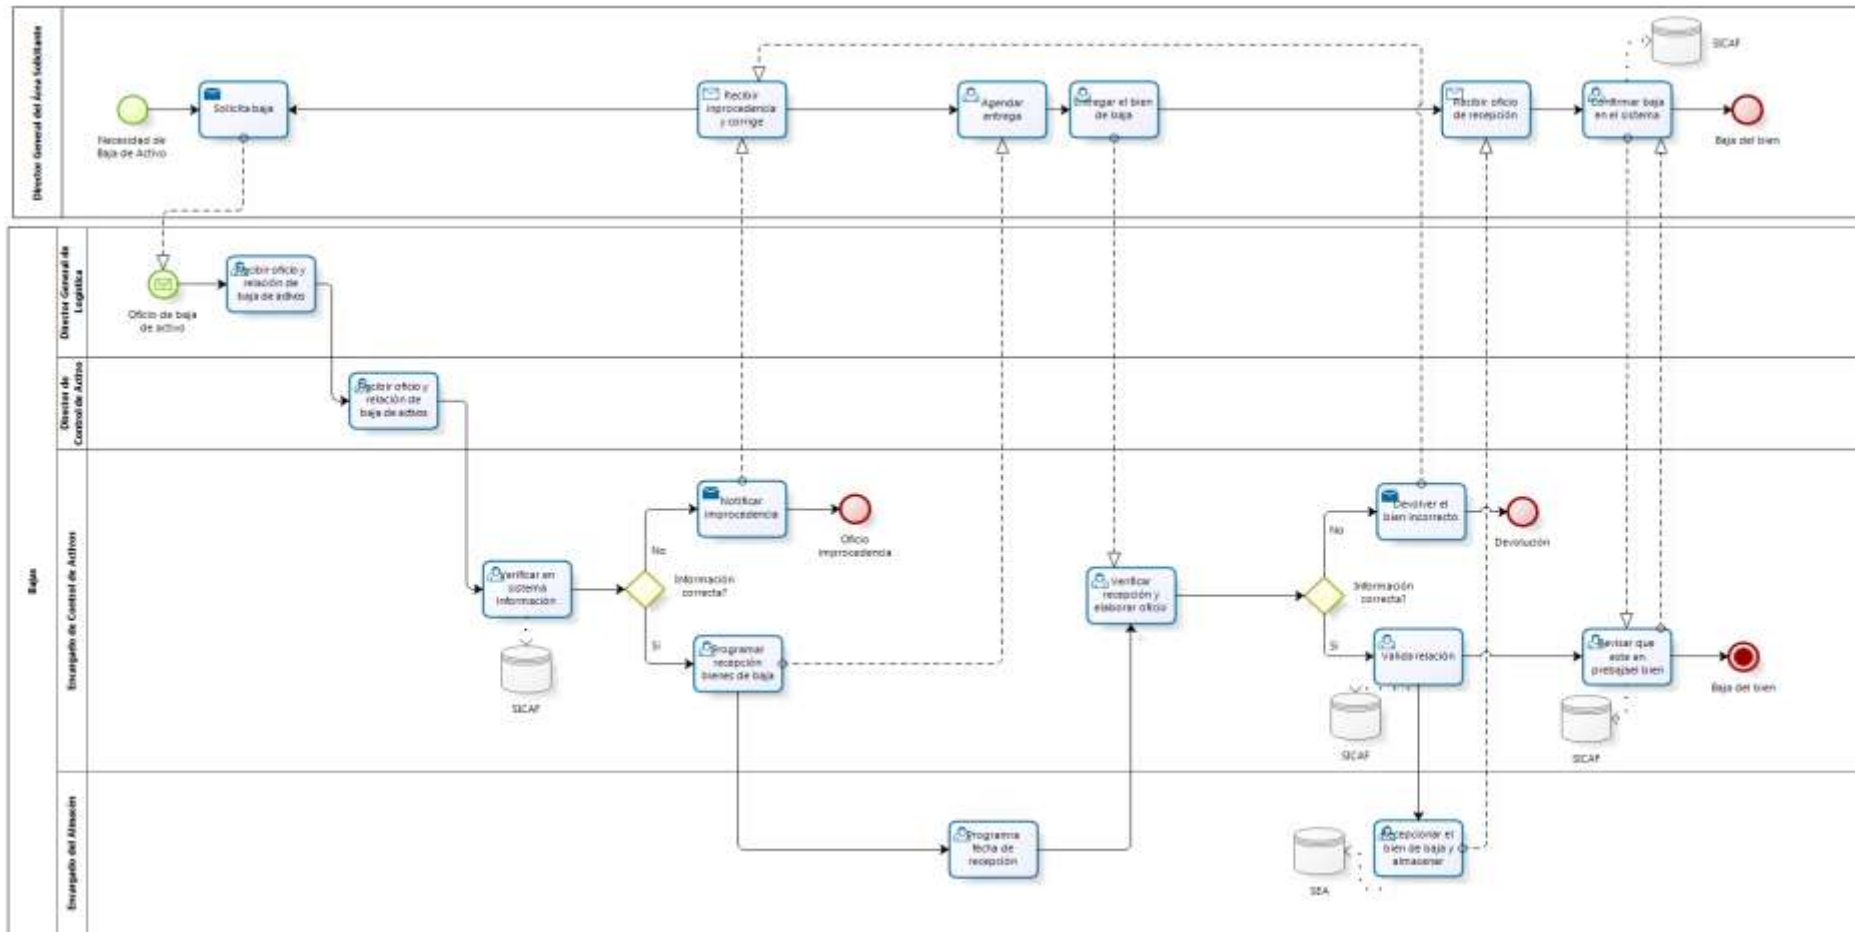 Director General del Área Solicitante
Necesidad de
Baja de Activo
Solicita baja
Recibir
improcedencia
y corrige
Agendar
entrega
Entregar el bien
de baja
Recibir oficio
de recepción
Confirmar baja
en el sistema
SICAF
Baja del bien
Bajas
Director General de
Logística
Oficio de baja
de activo
Recibir oficio y
relación de
baja de activos
Director de
Control de Activo
Recibir oficio y
relación de
baja de activos
Encargado de Control de Activos
Verificar en
sistema
información
SICAF
Información
correcta?
No
Si
Notificar
improcedencia
Oficio
improcedencia
Programar
recepción
bienes de baja
Verificar
recepción y
elaborar oficio
Información
correcta?
No
Si
Devolver el
bien incorrecto
Devolución
Valida relación
SICAF
Revisar que
este en
prebajael bien
SICAF
Baja del bien
Encargado del Almacén
Programa
fecha de
recepción
Recepcionar el
bien de baja y
almacenar
SEA